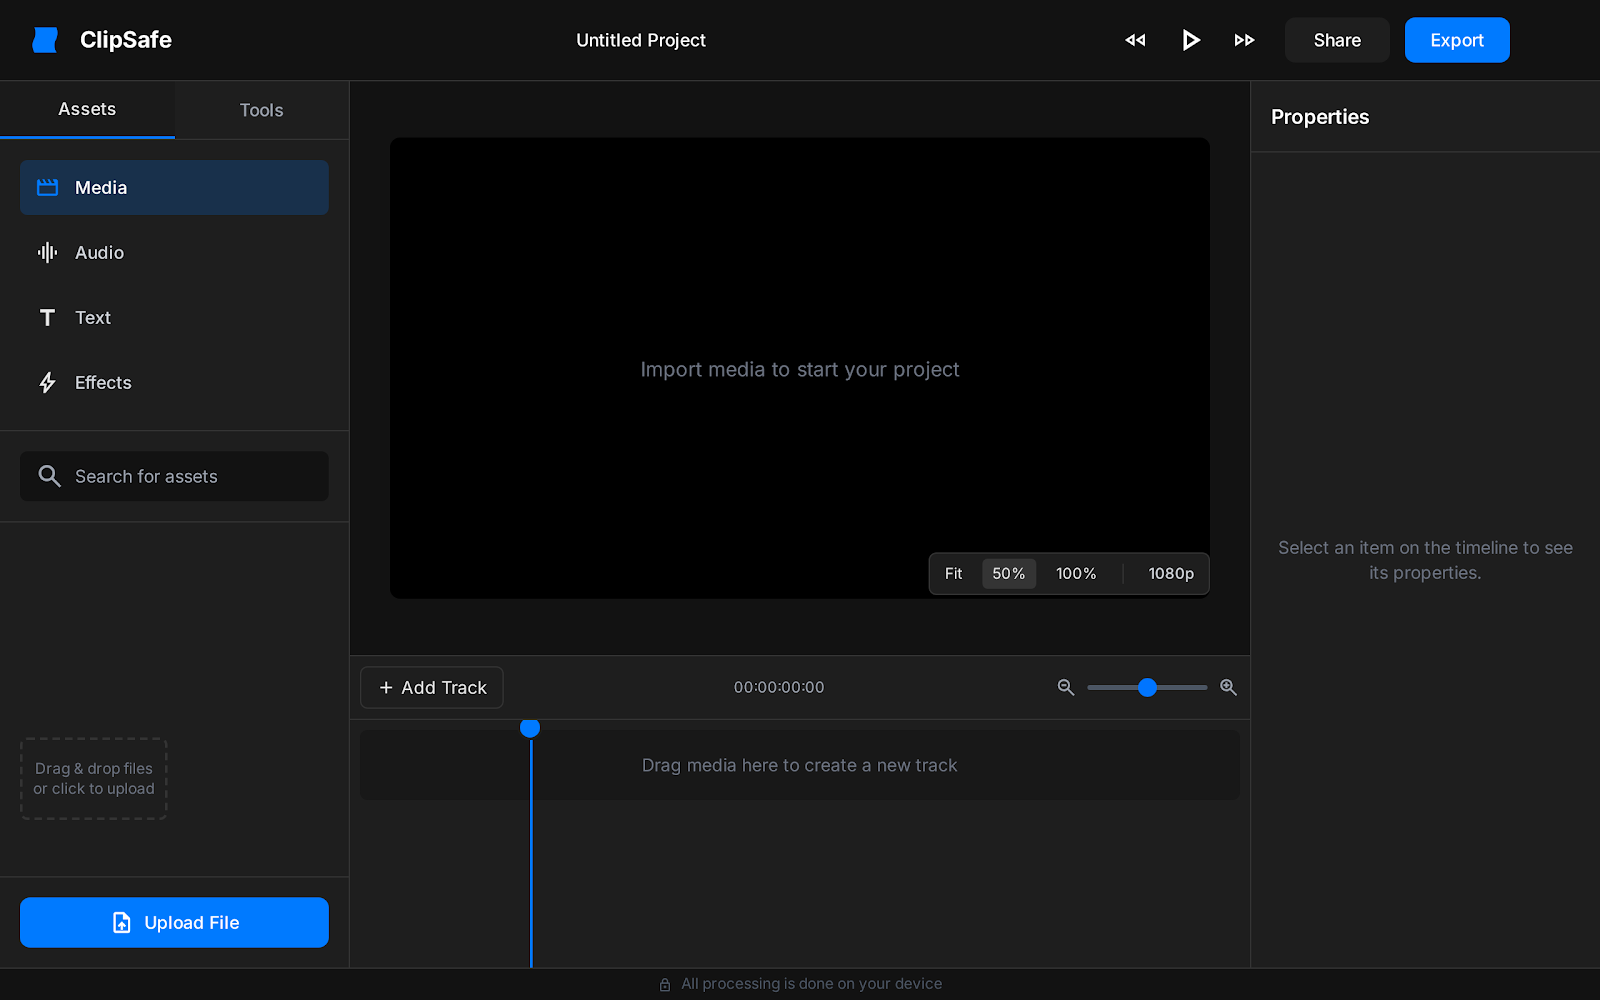 ClipSafe
Untitled Project
Share
Export
Assets
Tools
Properties
Media
Audio
Text
Effects
Search for assets
Import media to start your project
Fit
50%
100%
1080p
Select an item on the timeline to see
its properties.
Add Track
00:00:00:00
Drag media here to create a new track
Drag & drop files
or click to upload
Upload File
All processing is done on your device